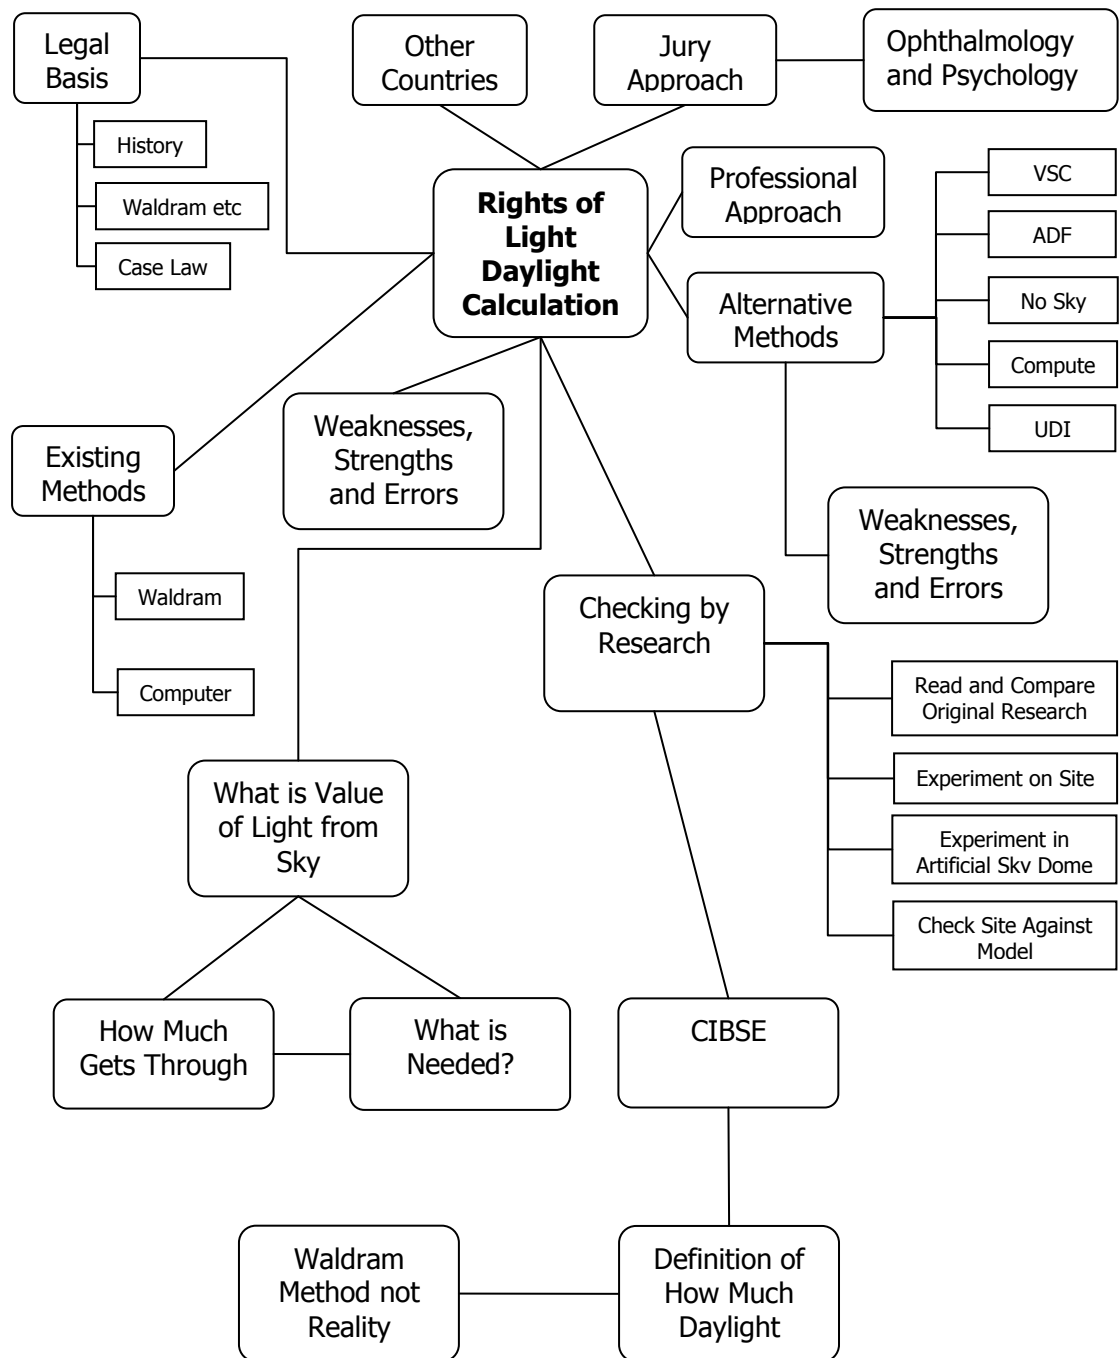 Legal
Basis
History
Waldram etc
Case Law
Other
Countries
Jury
Approach
Ophthalmology
and Psychology
Rights of
Light
Daylight
Calculation
Professional
Approach
Alternative
Methods
VSC
ADF
No Sky
Compute
UDI
Weaknesses,
Strengths
and Errors
Existing
Methods
Waldram
Computer
Weaknesses,
Strengths
and Errors
Checking by
Research
Read and Compare
Original Research
Experiment on Site
Experiment in
Artificial Sky Dome
Check Site Against
Model
What is Value
of Light from
Sky
How Much
Gets Through
What is
Needed?
CIBSE
Waldram
Method not
Reality
Definition of
How Much
Daylight